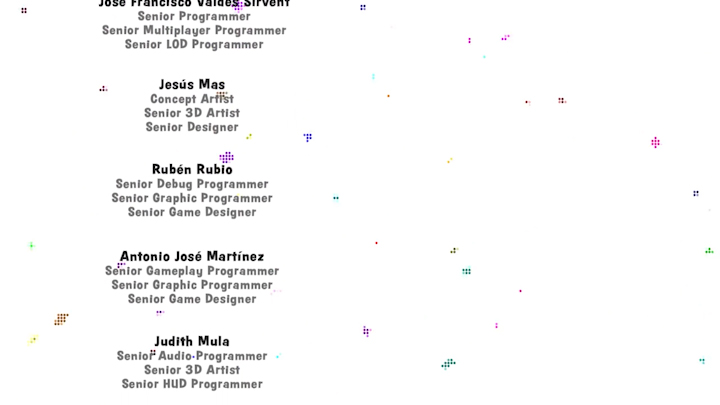 José Francisco Valdés Sirvent
Senior Programmer
Senior Multiplayer Programmer
Senior LOD Programmer
Jesús Mas
Concept Artist
Senior 3D Artist
Senior Designer
Rubén Rubio
Senior Debug Programmer
Senior Graphic Programmer
Senior Game Designer
Antonio José Martínez
Senior Gameplay Programmer
Senior Graphic Programmer
Senior Game Designer
Judith Mula
Senior Audio Programmer
Senior 3D Artist
Senior HUD Programmer